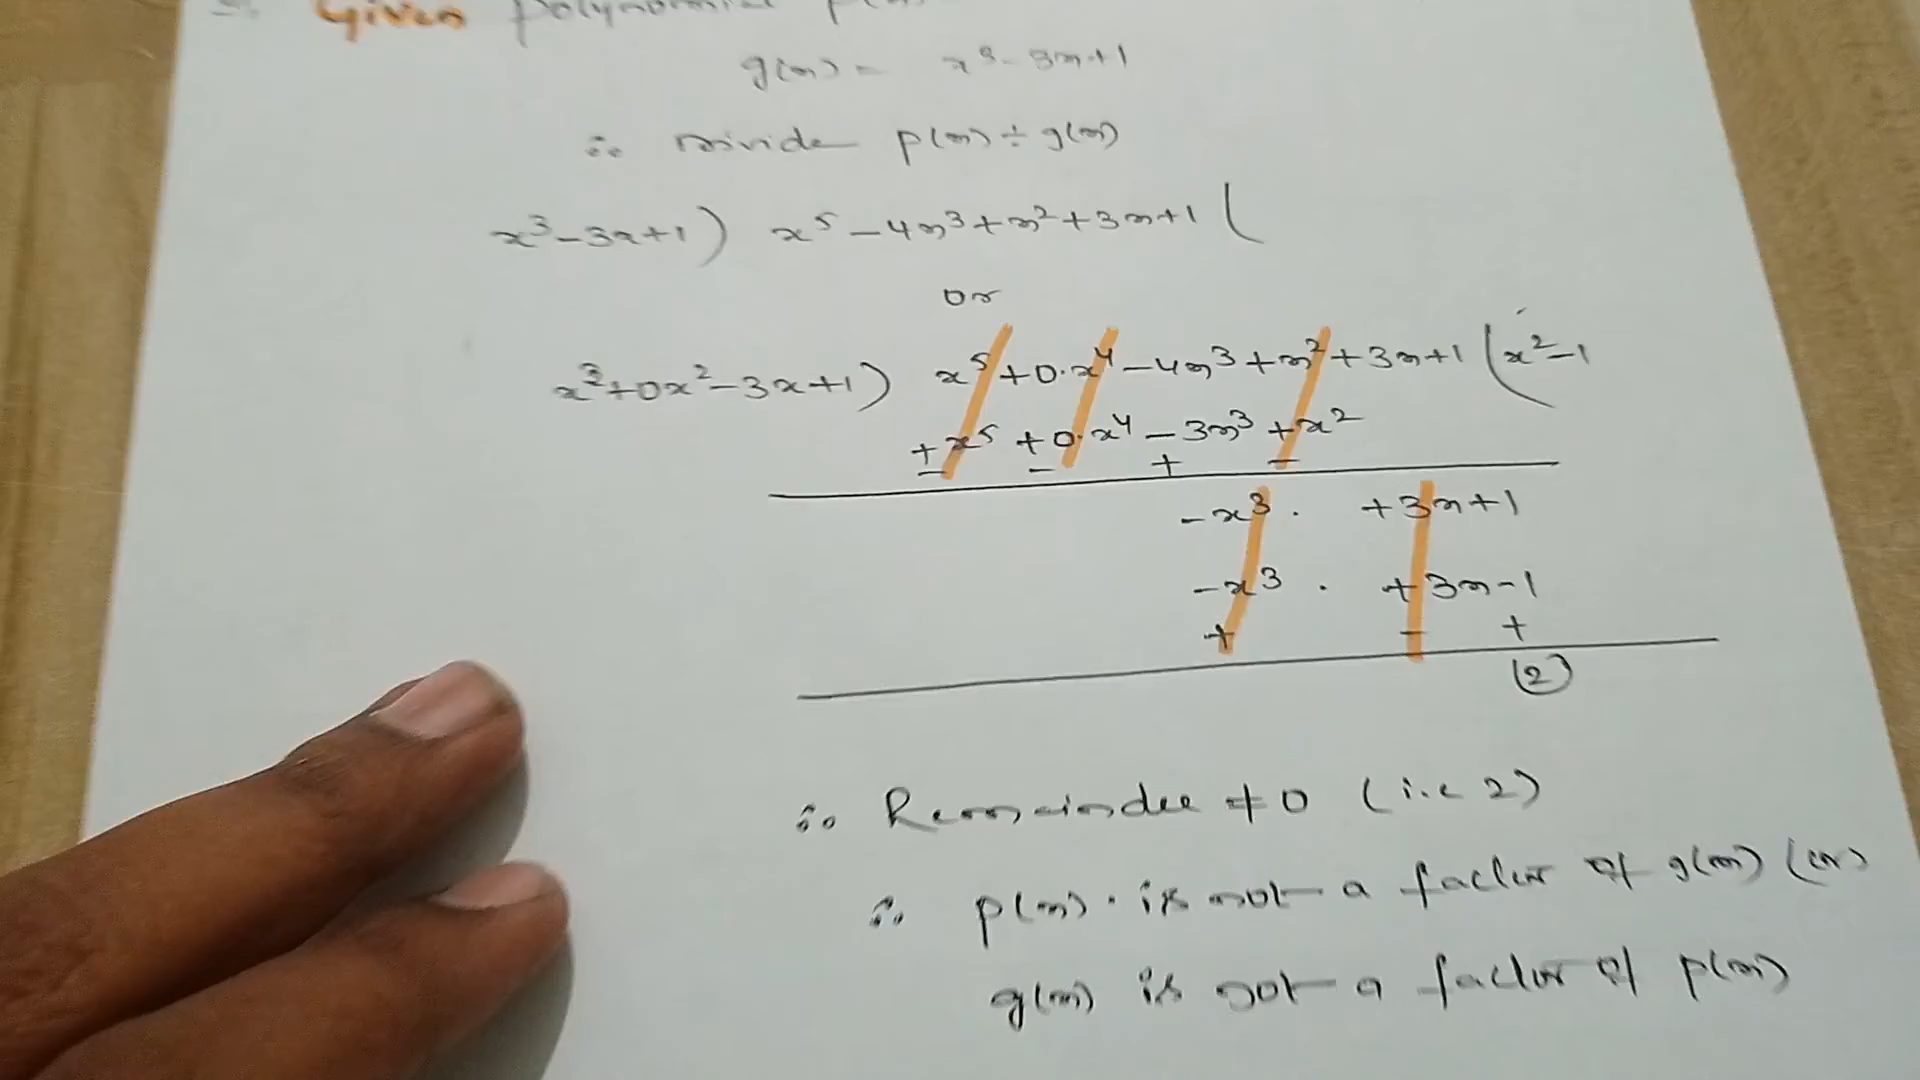 Given polynomial p(x)
g(x) = x³-3x+1
∴ Divide p(x) ÷ g(x)
x³-3x+1) x⁵-4x³+x²+3x+1(
or
x³+0x²-3x+1) x⁵+0.x⁴-4x³+x²+3x+1(x²-1
+x⁵ +0.x⁴ -3x³ +x²
- - + -
-x³. +3x+1
-x³ . +3x-1
+ - +
(2)
∴ Remainder ≠ 0 (i.e 2)
∴ p(x). is not a factor of g(x) (or)
g(x) is not a factor of p(x)